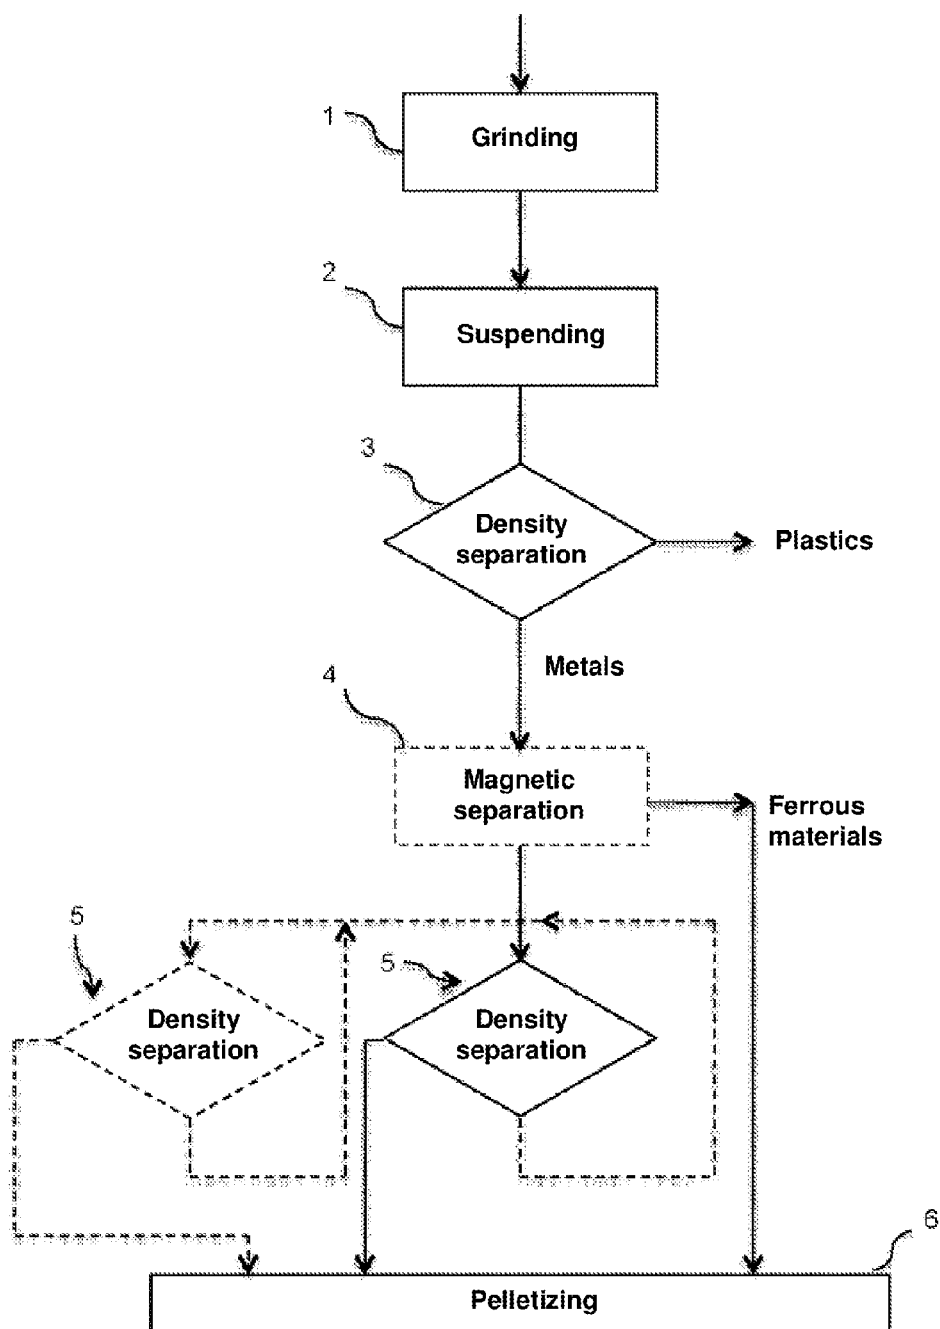 1
Grinding
2
Suspending
3
Density
separation
Plastics
Metals
4
Magnetic
separation
Ferrous
materials
5
Density
separation
5
Density
separation
6
Pelletizing